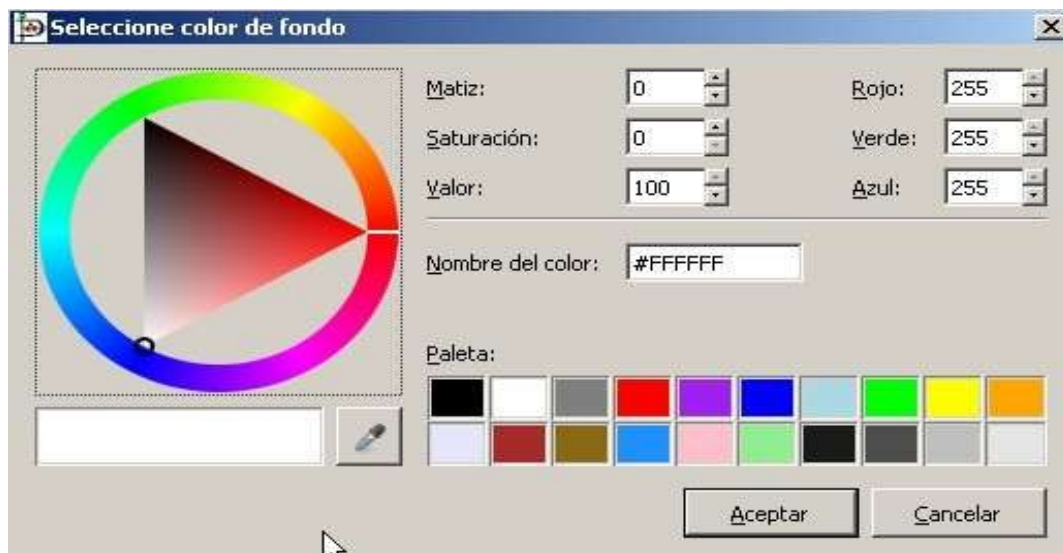 Seleccione color de fondo
Matiz: 0 Rojo: 255
Saturación: 0 Verde: 255
Valor: 100 Azul: 255
Nombre del color: #FFFFFF
Paleta:
Aceptar Cancelar